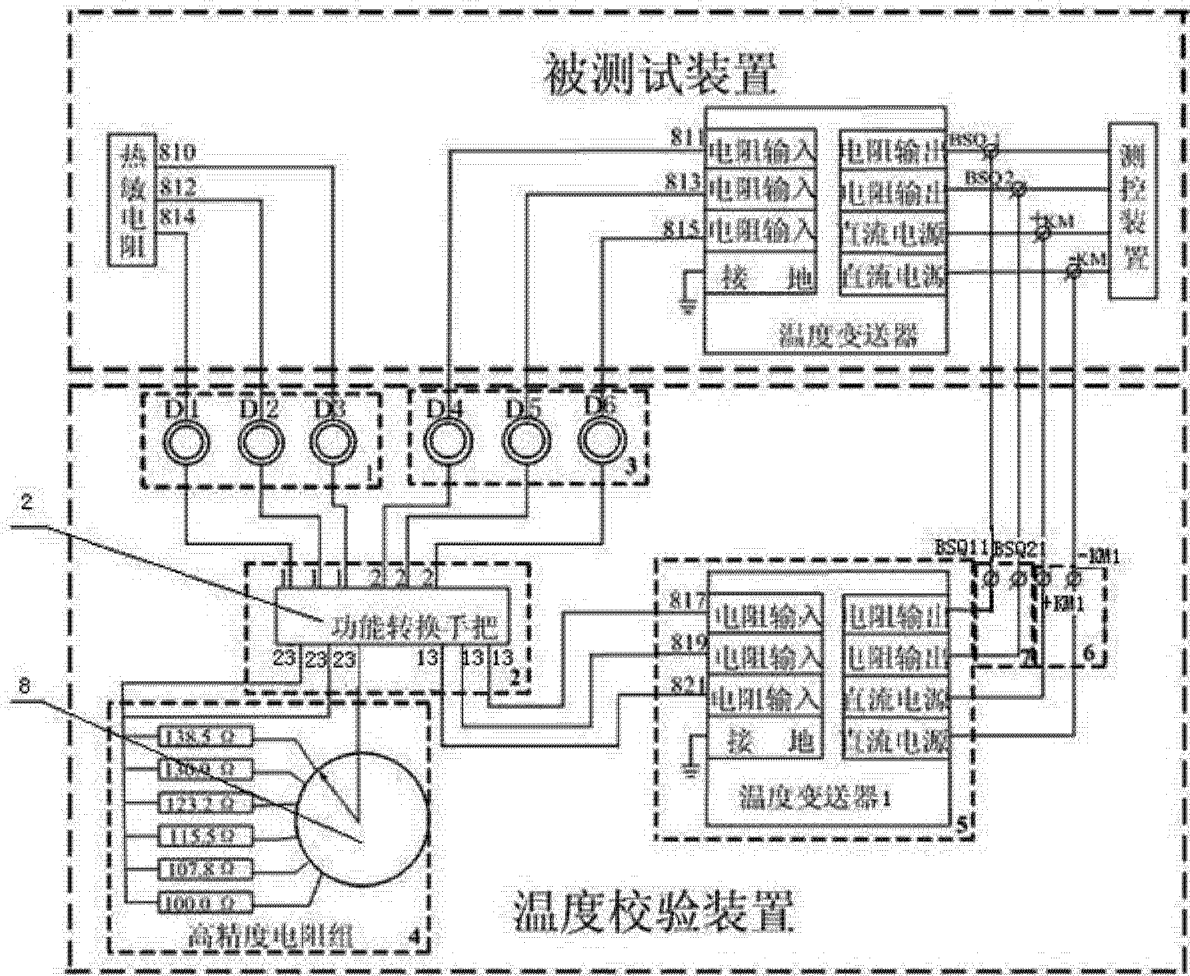 被测试装置
热敏电阻
810
812
814
811
813
815
电阻输入
电阻输入
电阻输入
接 地
电阻输出
电阻输出
直流电源
直流电源
温度变送器
BSQ1
BSQ2
+KM
-KM
测控装置
D1 D2 D3
1
D4 D5 D6
3
2
1 1 1 2 2 2
功能转换手把
23 23 23 13 13 13
2
8
138.5 Ω
130.0 Ω
123.2 Ω
115.5 Ω
107.8 Ω
100.0 Ω
高精度电阻组 4
817
819
821
电阻输入
电阻输入
电阻输入
接 地
电阻输出
电阻输出
直流电源
直流电源
温度变送器1
5
BSQ11 BSQ21
-KM1
+KM1
7
6
温度校验装置